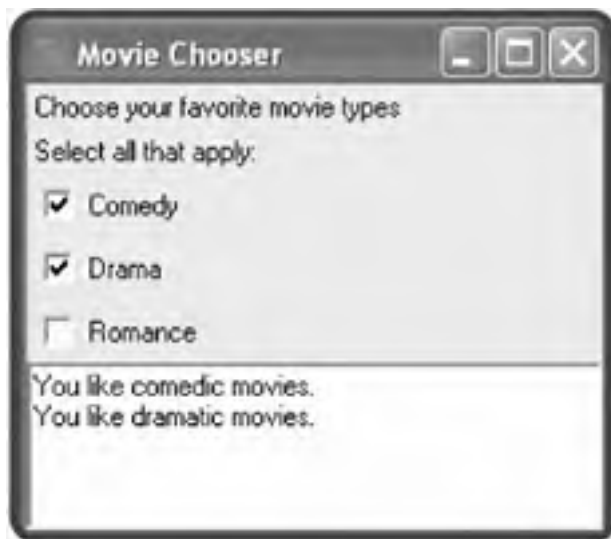 Movie Chooser
Choose your favorite movie types
Select all that apply:
Comedy
Drama
Romance
You like comedic movies.
You like dramatic movies.